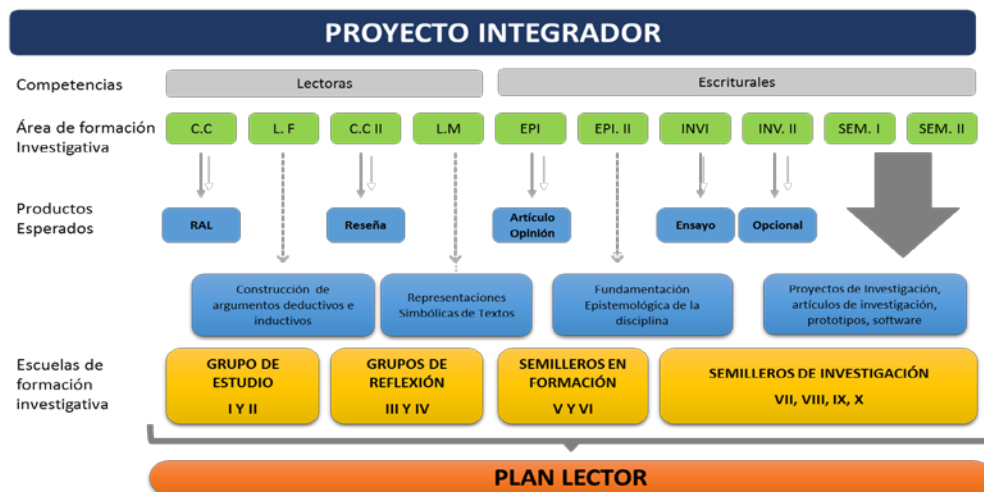 PROYECTO INTEGRADOR
Competencias
Lectoras
Escriturales
Área de formación
Investigativa
C.C
L. F
C.C II
L.M
EPI
EPI. II
INVI
INV. II
SEM. I
SEM. II
Productos
Esperados
RAL
Reseña
Artículo
Opinión
Ensayo
Opcional
Construcción de
argumentos deductivos e
inductivos
Representaciones
Simbólicas de Textos
Fundamentación
Epistemológica de la
disciplina
Proyectos de Investigación,
artículos de investigación,
prototipos, software
Escuelas de
formación
investigativa
GRUPO DE
ESTUDIO
I Y II
GRUPOS DE
REFLEXIÓN
III Y IV
SEMILLEROS EN
FORMACIÓN
V Y VI
SEMILLEROS DE INVESTIGACIÓN
VII, VIII, IX, X
PLAN LECTOR